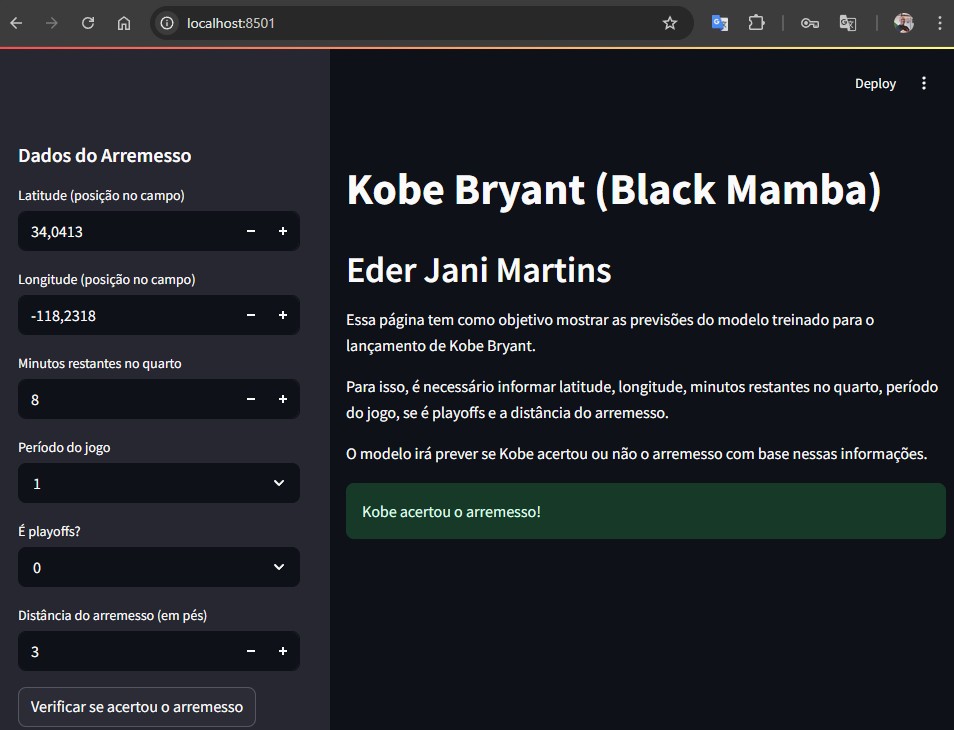 localhost:8501
Deploy
Dados do Arremesso
Latitude (posição no campo)
34,0413
Longitude (posição no campo)
-118,2318
Minutos restantes no quarto
8
Período do jogo
1
É playoffs?
0
Distância do arremesso (em pés)
3
Verificar se acertou o arremesso
Kobe Bryant (Black Mamba)
Eder Jani Martins
Essa página tem como objetivo mostrar as previsões do modelo treinado para o
lançamento de Kobe Bryant.
Para isso, é necessário informar latitude, longitude, minutos restantes no quarto, período
do jogo, se é playoffs e a distância do arremesso.
O modelo irá prever se Kobe acertou ou não o arremesso com base nessas informações.
Kobe acertou o arremesso!